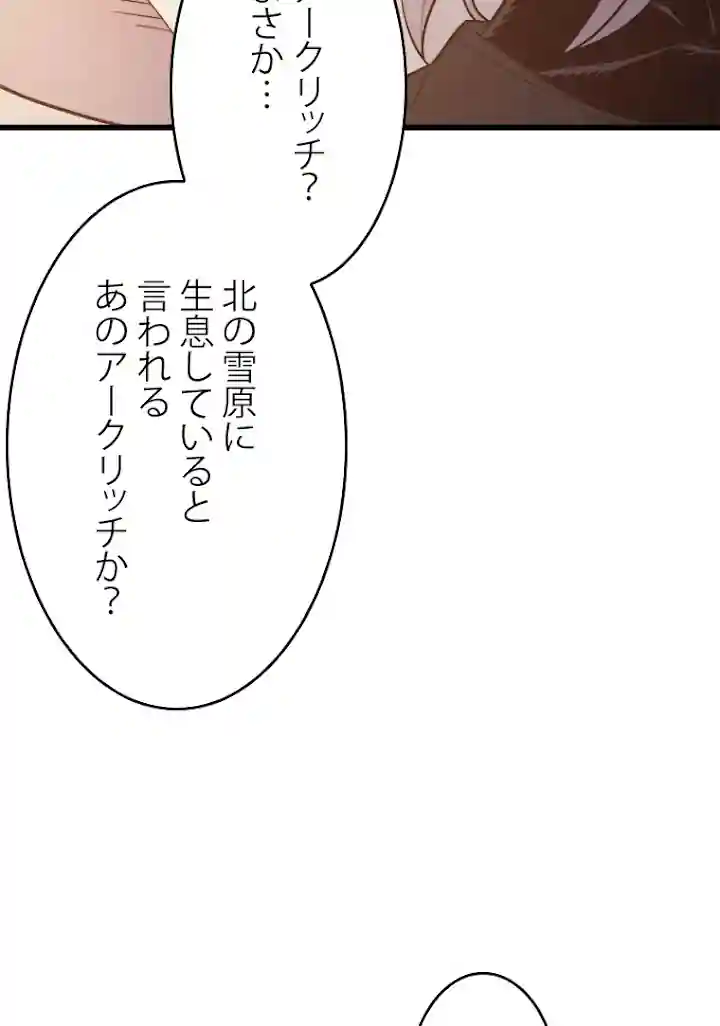 アークリッチ？
まさか…
北の雪原に
生息していると
言われる
あのアークリッチか？